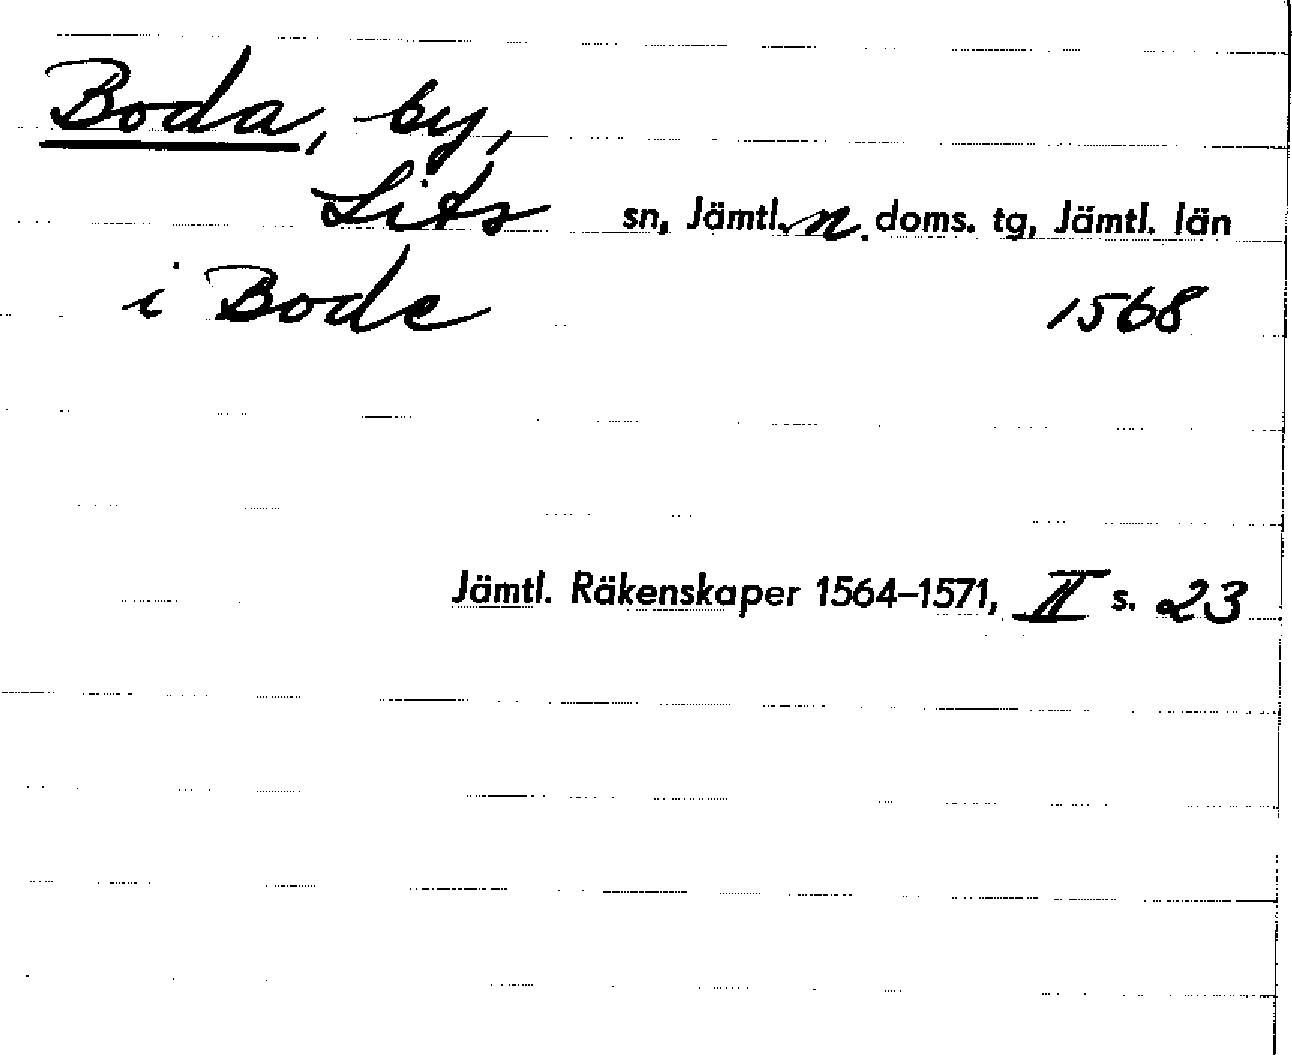 Boda, by,
Lits sn, Jämtl. n. doms. tg, Jämtl. län
i Bode 1568
Jämtl. Räkenskaper 1564–1571, II s. 23